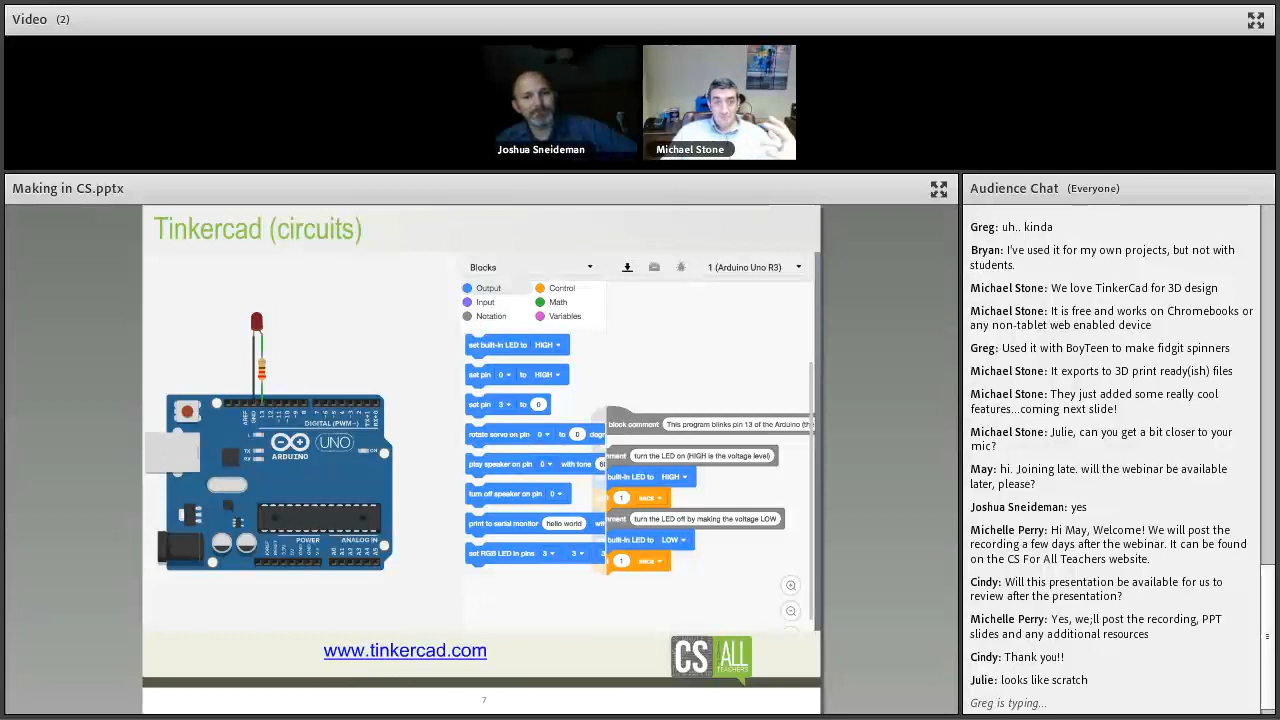 Video (2)
Joshua Sneideman
Michael Stone
Making in CS.pptx
Tinkercad (circuits)
Blocks
1 (Arduino Uno R3)
Output
Control
Input
Math
Notation
Variables
set built-in LED to HIGH
set pin 0 to HIGH
set pin 3 to 0
rotate servo on pin 0 to 0
play speaker on pin 0 with tone
turn off speaker on pin 0
print to serial monitor hello world
set RGB LED in pins 3 3
block comment This program blinks pin 13 of the Arduino
turn the LED on (HIGH is the voltage level)
built-in LED to HIGH
1 secs
turn the LED off by making the voltage LOW
built-in LED to LOW
1 secs
AREF
GND
13
12
8
7
DIGITAL (PWM~)
L
TX
RX
ARDUINO
UNO
ON
POWER
ANALOG IN
www.tinkercad.com
CS ALL
TEACHERS
7
Audience Chat (Everyone)
Greg: uh.. kinda
Bryan: I've used it for my own projects, but not with
students.
Michael Stone: We love TinkerCad for 3D design
Michael Stone: It is free and works on Chromebooks or
any non-tablet web enabled device
Greg: Used it with BoyTeen to make fidgit spinners
Michael Stone: It exports to 3D print read(ish) files
Michael Stone: They just added some really cool
features...coming next slide!
Michael Stone: Julie, can you get a bit closer to your
mic?
May: hi. Joining late: will the webinar be available
later, please?
Joshua Sneideman: yes
Michelle Perry: Hi May, Welcome! We will post the
recording a few days after the webinar. It can be found
on the CS For All Teachers website.
Cindy: Will this presentation be available for us to
review after the presentation?
Michelle Perry: Yes, we;ll post the recording, PPT
slides and any additional resources
Cindy: Thank you!!
Julie: looks like scratch
Greg is typing...